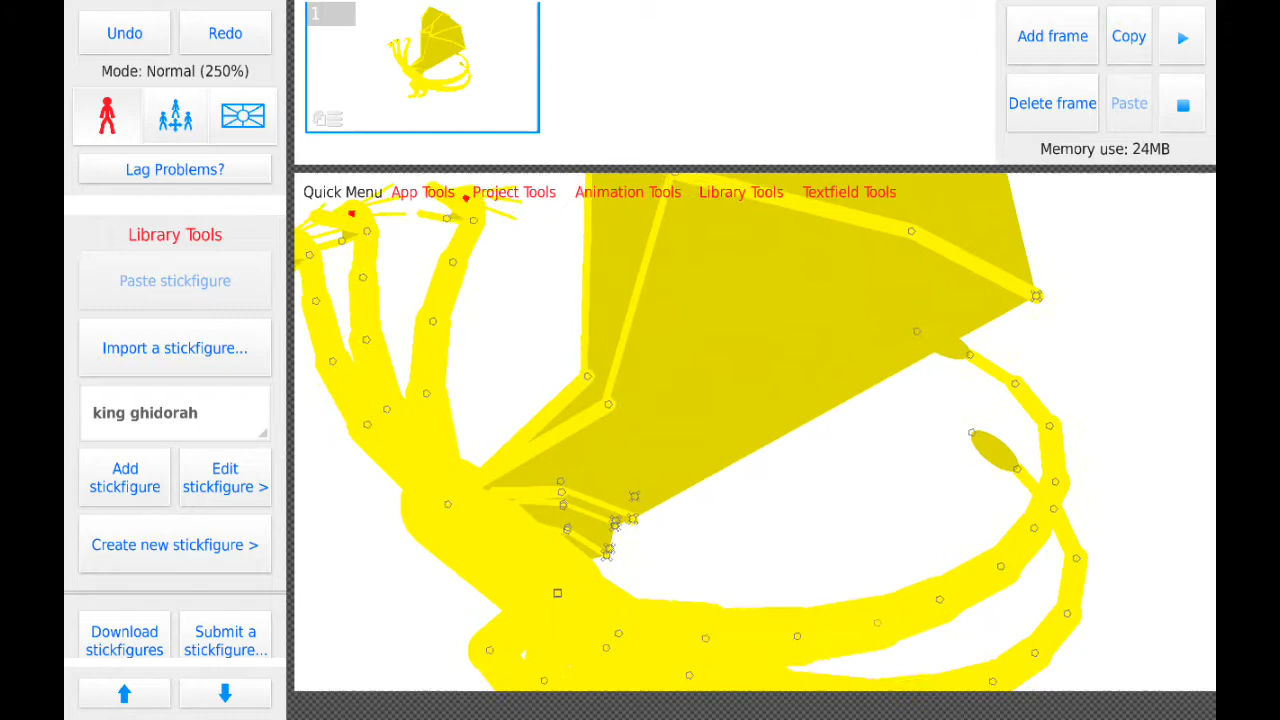 Undo
Redo
Mode: Normal (250%)
Lag Problems?
Library Tools
Paste stickfigure
Import a stickfigure...
king ghidorah
Add
stickfigure
Edit
stickfigure >
Create new stickfigure >
Download
stickfigures
Submit a
stickfigure...
1
Add frame
Copy
Delete frame
Paste
Memory use: 24MB
Quick Menu App Tools Project Tools Animation Tools Library Tools Textfield Tools